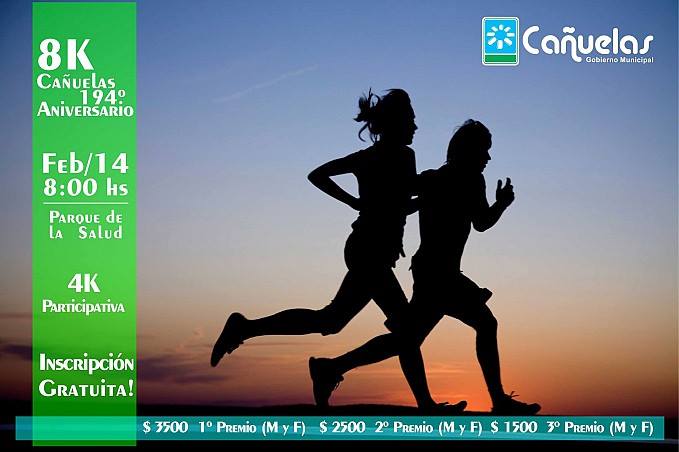 8K
Cañuelas
194º
Aniversario
Feb/14
8:00 hs
Parque de
la Salud
4K
Participativa
Inscripción
Gratuita!
Cañuelas
Gobierno Municipal
$ 3500 1º Premio (M y F) $ 2500 2º Premio (M y F) $ 1500 3º Premio (M y F)